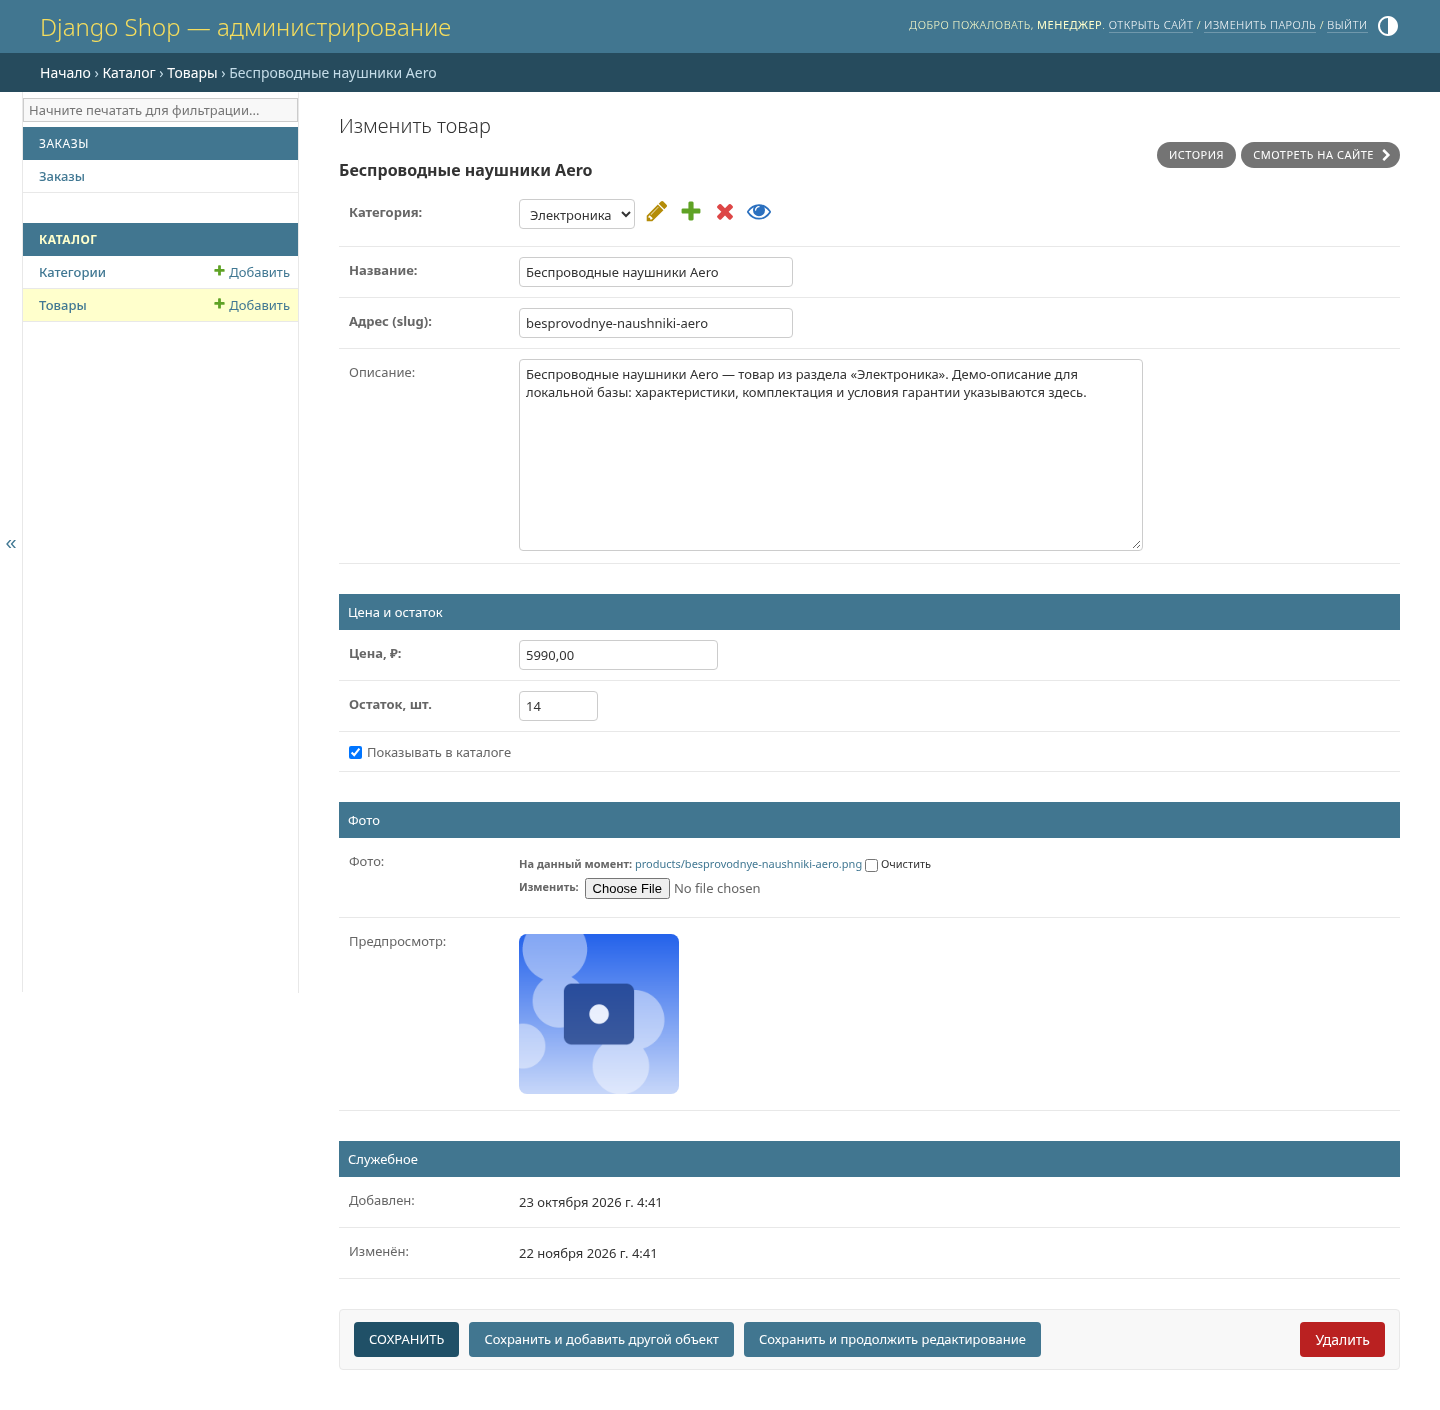 Django Shop — администрирование
ДОБРО ПОЖАЛОВАТЬ, МЕНЕДЖЕР. ОТКРЫТЬ САЙТ / ИЗМЕНИТЬ ПАРОЛЬ / ВЫЙТИ
Начало › Каталог › Товары › Беспроводные наушники Aero
Начните печатать для фильтрации...
ЗАКАЗЫ
Заказы
КАТАЛОГ
Категории Добавить
Товары Добавить
«
Изменить товар
ИСТОРИЯ СМОТРЕТЬ НА САЙТЕ
Беспроводные наушники Aero
Категория: Электроника
Название: Беспроводные наушники Aero
Адрес (slug): besprovodnye-naushniki-aero
Описание: Беспроводные наушники Aero — товар из раздела «Электроника». Демо-описание для
локальной базы: характеристики, комплектация и условия гарантии указываются здесь.
Цена и остаток
Цена, ₽: 5990,00
Остаток, шт. 14
Показывать в каталоге
Фото
Фото: На данный момент: products/besprovodnye-naushniki-aero.png Очистить
Изменить: Choose File No file chosen
Предпросмотр:
Служебное
Добавлен: 23 октября 2026 г. 4:41
Изменён: 22 ноября 2026 г. 4:41
СОХРАНИТЬ Сохранить и добавить другой объект Сохранить и продолжить редактирование Удалить